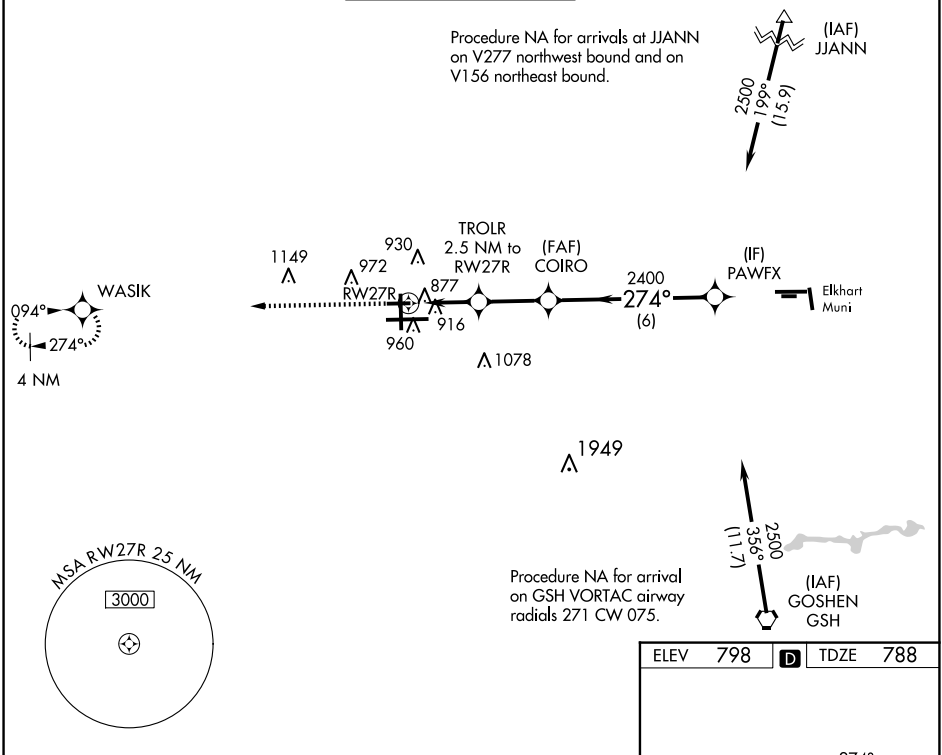 Procedure NA for arrivals at JJANN
on V277 northwest bound and on
V156 northeast bound.
(IAF)
JJANN
2500
199°
(15.9)
TROLR
2.5 NM to
RW27R
(FAF)
COIRO
(IF)
PAWFX
Elkhart
Muni
2400
274°
(6)
1149
972
930
877
RW27R
916
960
1078
WASIK
094°
274°
4 NM
1949
MSA RW27R 25 NM
3000
2500
356°
(11.7)
Procedure NA for arrival
on GSH VORTAC airway
radials 271 CW 075.
(IAF)
GOSHEN
GSH
ELEV 798 D TDZE 788